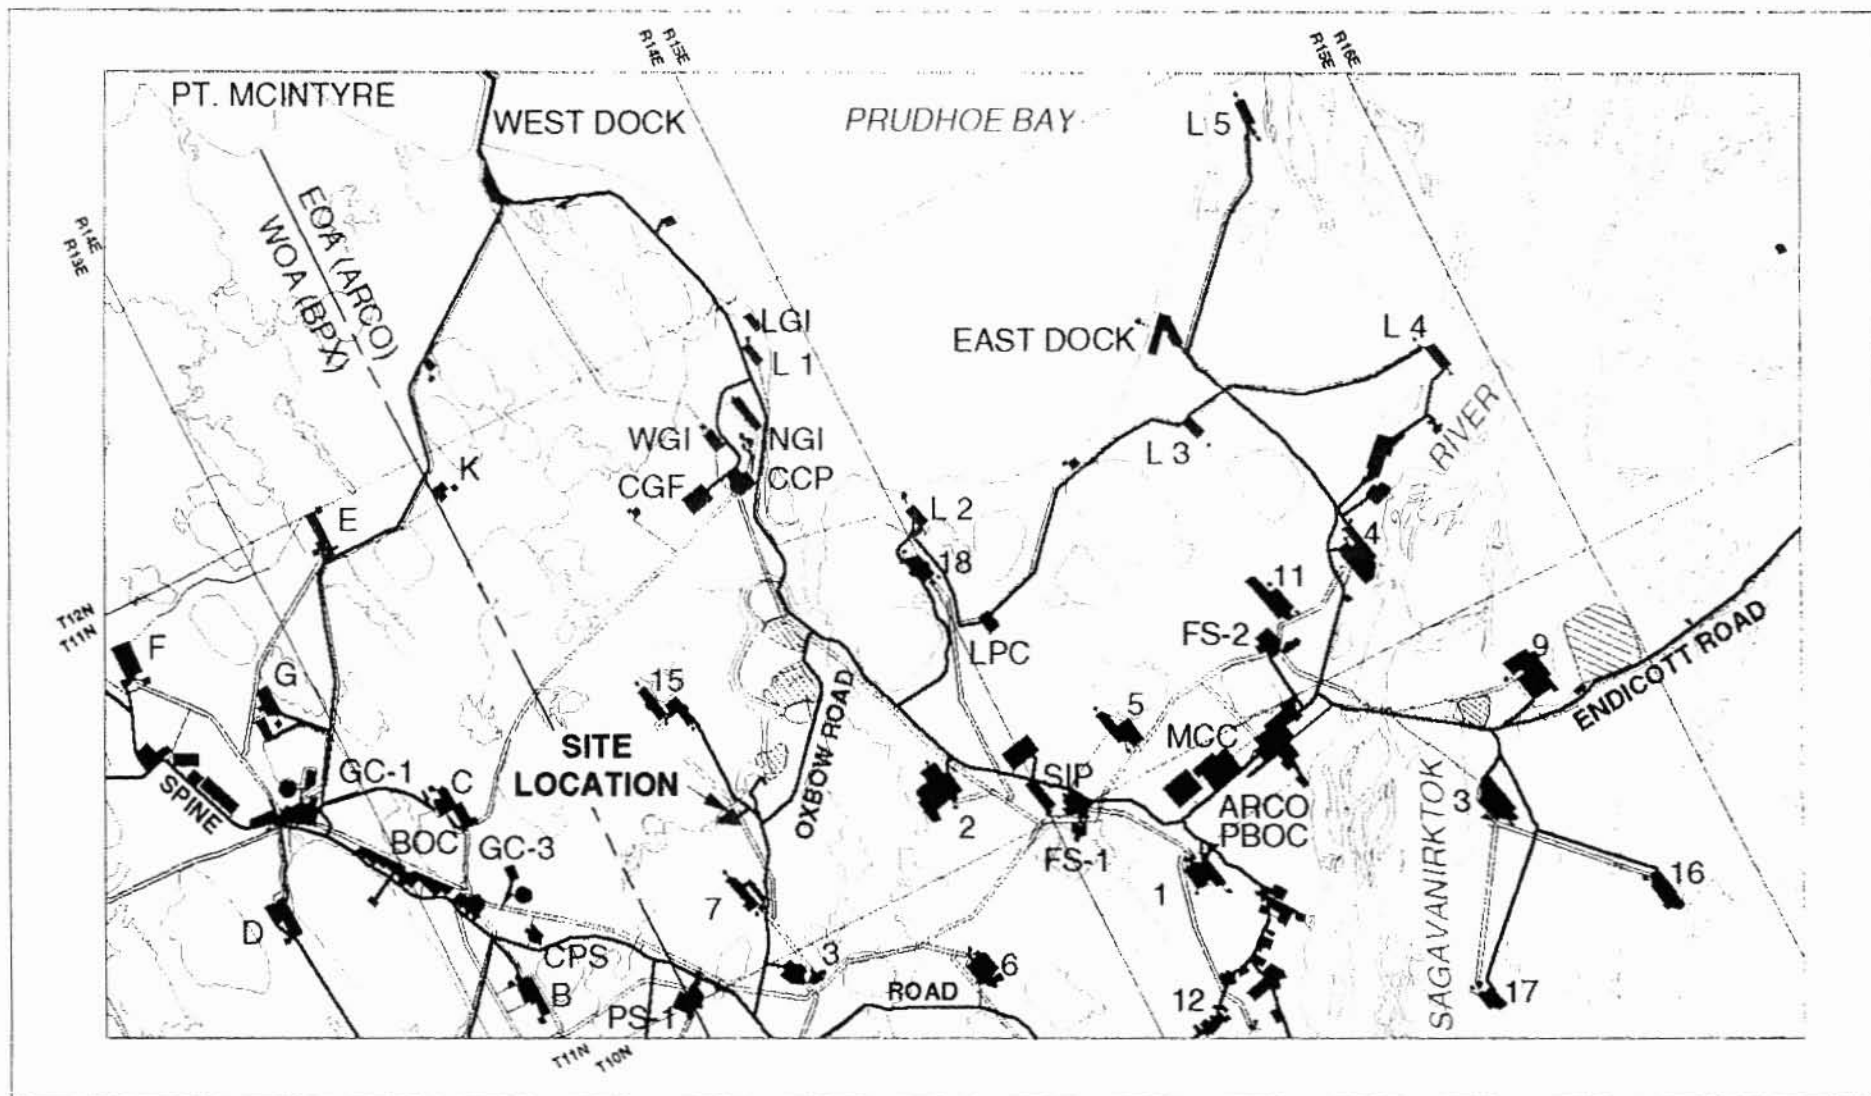 R15E
R14E
R16E
R15E
PT. MCINTYRE
WEST DOCK
PRUDHOE BAY
L 5
R14E
R13E
EOA (ARCO)
WOA (BPX)
LGI
L 1
EAST DOCK
L 4
WGI
NGI
L 3
RIVER
K
CGF
CCP
E
L 2
4
18
11
T12N
T11N
F
FS-2
LPC
9
G
15
OXBOW ROAD
5
ENDICOTT ROAD
MCC
SITE
LOCATION
GC-1
C
SIP
SPINE
ARCO
PBOC
3
2
BOC
GC-3
FS-1
SAGAVANIRKTOK
16
1
7
D
CPS
3
6
B
ROAD
17
PS-1
12
T11N
T10N